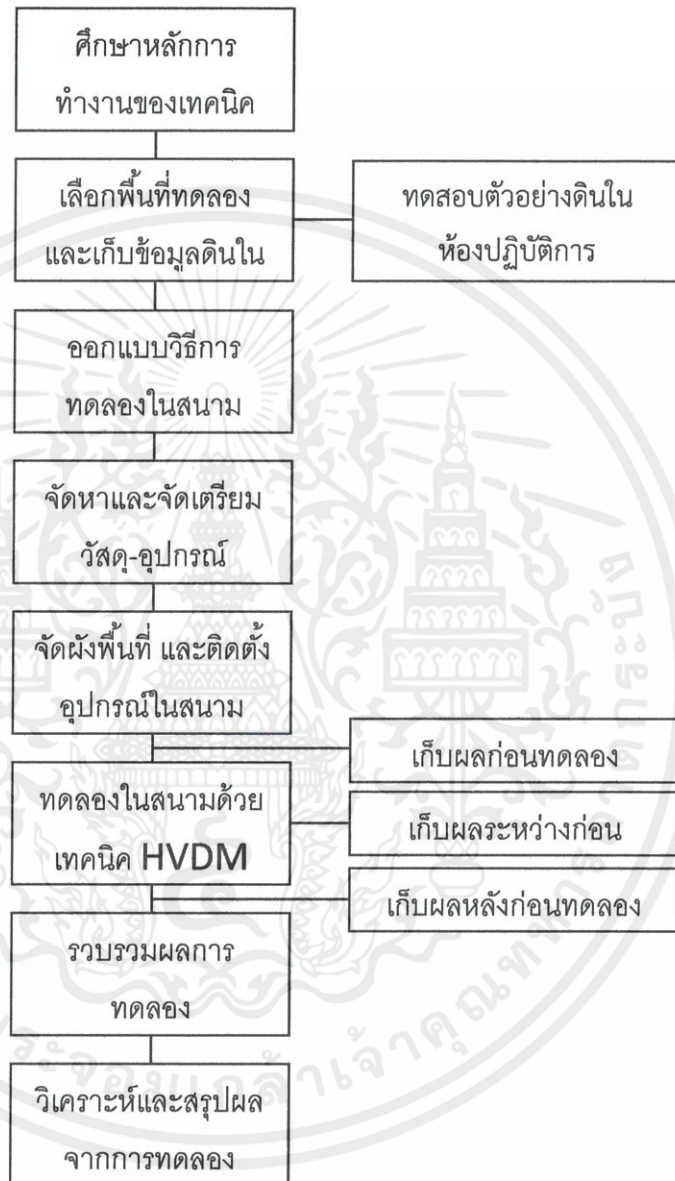 ศึกษาหลักการ
ทำงานของเทคนิค
เลือกพื้นที่ทดลอง
และเก็บข้อมูลดินใน
ทดสอบตัวอย่างดินใน
ห้องปฏิบัติการ
ออกแบบวิธีการ
ทดลองในสนาม
จัดหาและจัดเตรียม
วัสดุ-อุปกรณ์
จัดผังพื้นที่ และติดตั้ง
อุปกรณ์ในสนาม
เก็บผลก่อนทดลอง
ทดลองในสนามด้วย
เทคนิค HVDM
เก็บผลระหว่างก่อน
เก็บผลหลังก่อนทดลอง
รวบรวมผลการ
ทดลอง
วิเคราะห์และสรุปผล
จากการทดลอง